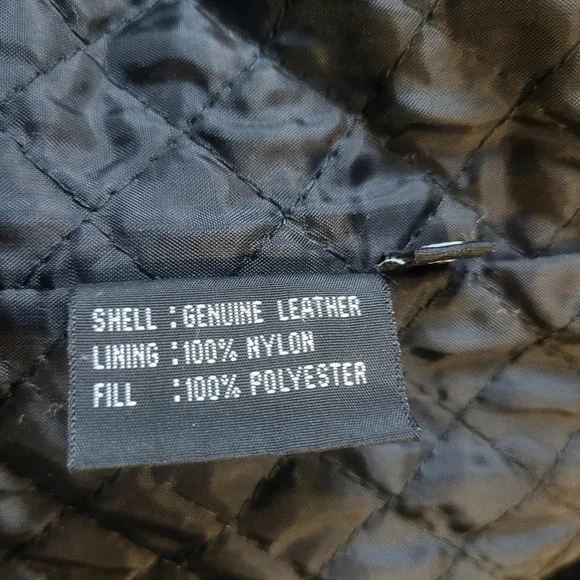 SHELL : GENUINE LEATHER
LINING : 100% NYLON
FILL : 100% POLYESTER